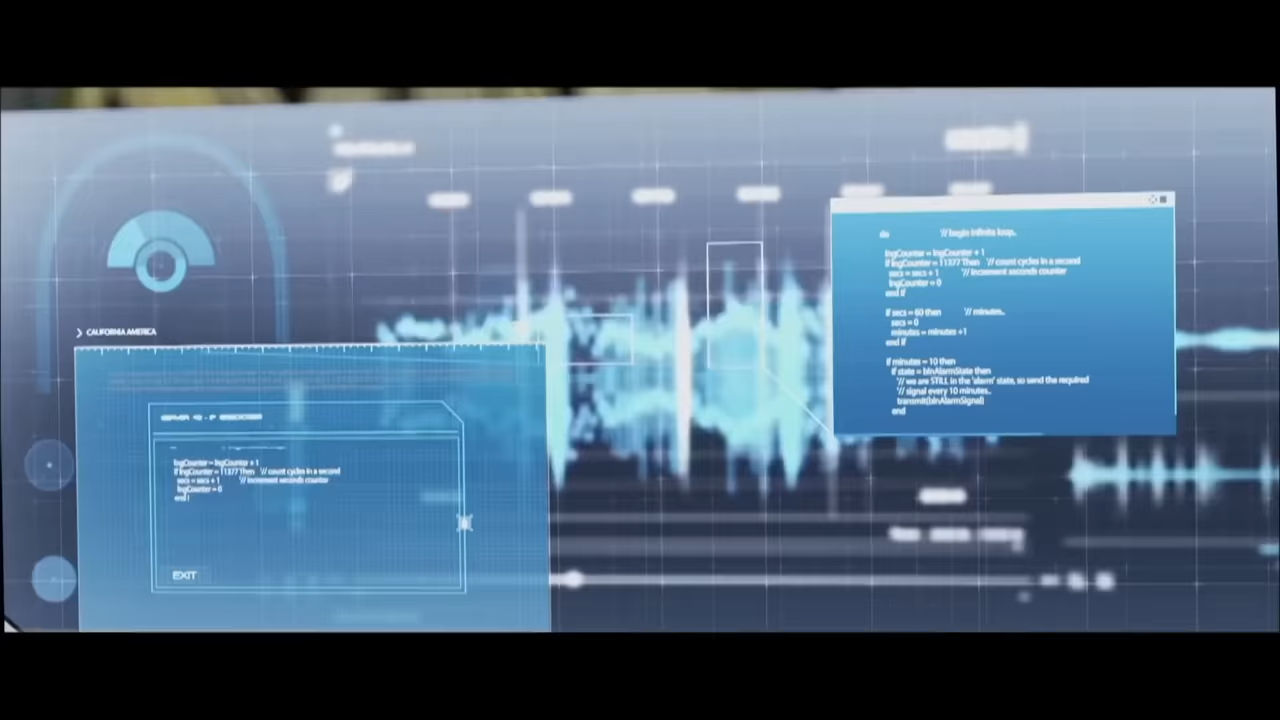 CALIFORNIA AMERICA
lngCounter = lngCounter + 1
if lngCounter = 11377 Then '// count cycles in a second
secs = secs + 1 '// increment seconds counter
lngCounter = 0
end i
EXIT
do '// begin infinite loop..
lngCounter = lngCounter + 1
if lngCounter = 11377 Then '// count cycles in a second
secs = secs + 1 '// increment seconds counter
lngCounter = 0
end if
if secs = 60 then '// minutes..
secs = 0
minutes = minutes +1
end if
if minutes = 10 then
if state = blnAlarmState then
'// we are STILL in the 'alarm' state, so send the required
'// signal every 10 minutes..
transmit(blnAlarmSignal)
end